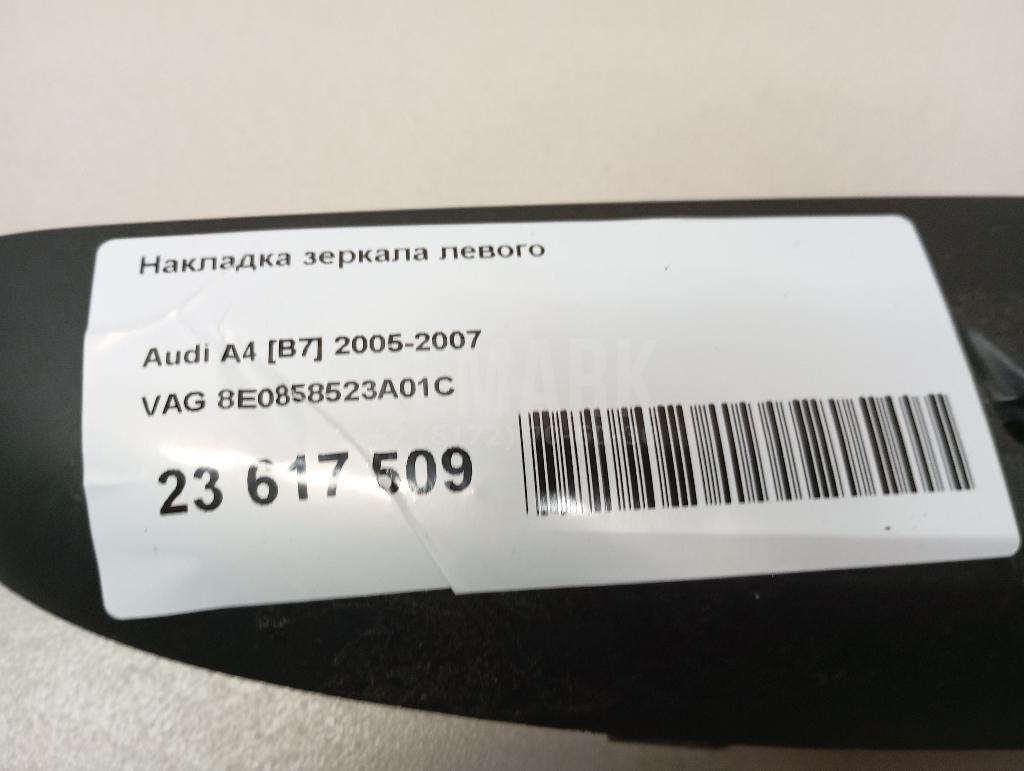 Накладка зеркала левого
Audi A4 [B7] 2005-2007
VAG 8E0858523A01C
23 617 509